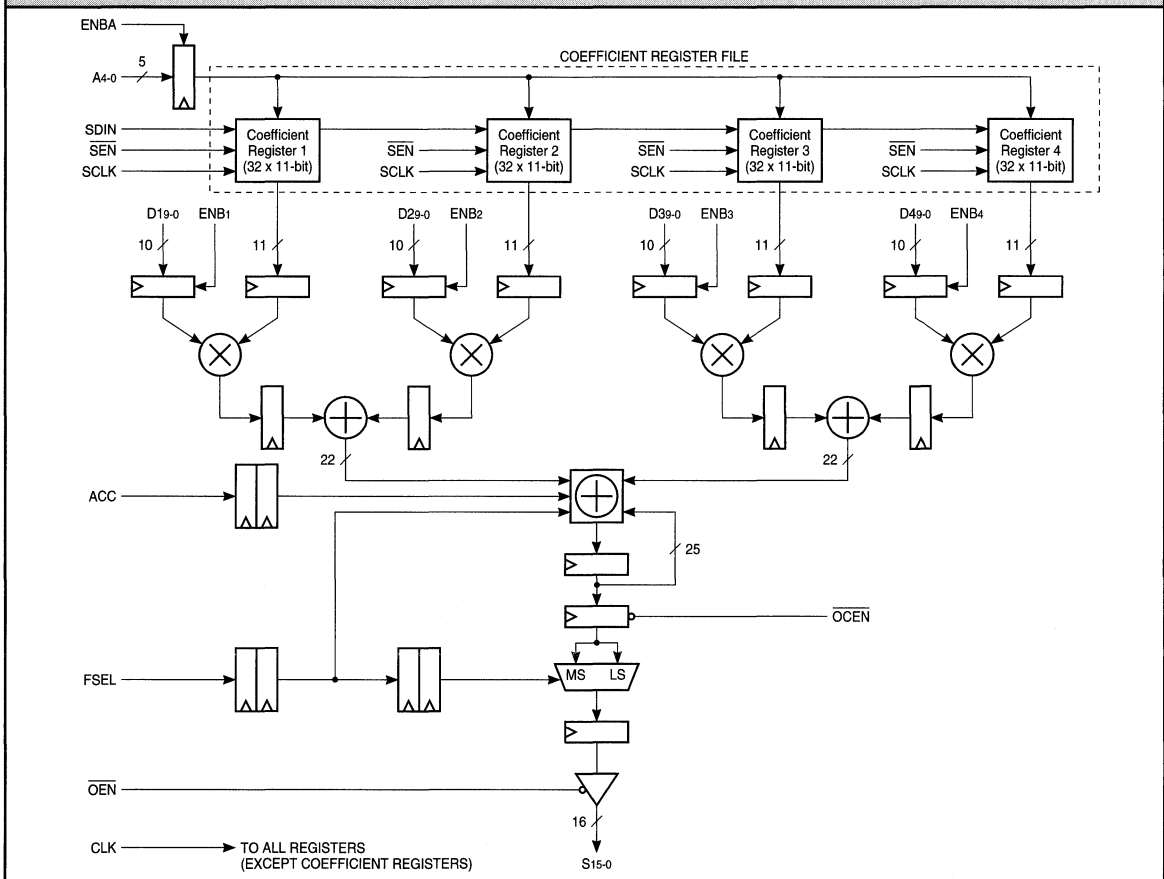 ENBA
A4-0
5
COEFFICIENT REGISTER FILE
SDIN
SEN
SCLK
Coefficient
Register 1
(32 x 11-bit)
SEN
SCLK
Coefficient
Register 2
(32 x 11-bit)
SEN
SCLK
Coefficient
Register 3
(32 x 11-bit)
SEN
SCLK
Coefficient
Register 4
(32 x 11-bit)
D19-0 ENB1
10
11
D29-0 ENB2
10
11
D39-0 ENB3
10
11
D49-0 ENB4
10
11
22
22
ACC
25
OCEN
FSEL
MS LS
OEN
16
CLK
TO ALL REGISTERS
(EXCEPT COEFFICIENT REGISTERS)
S15-0